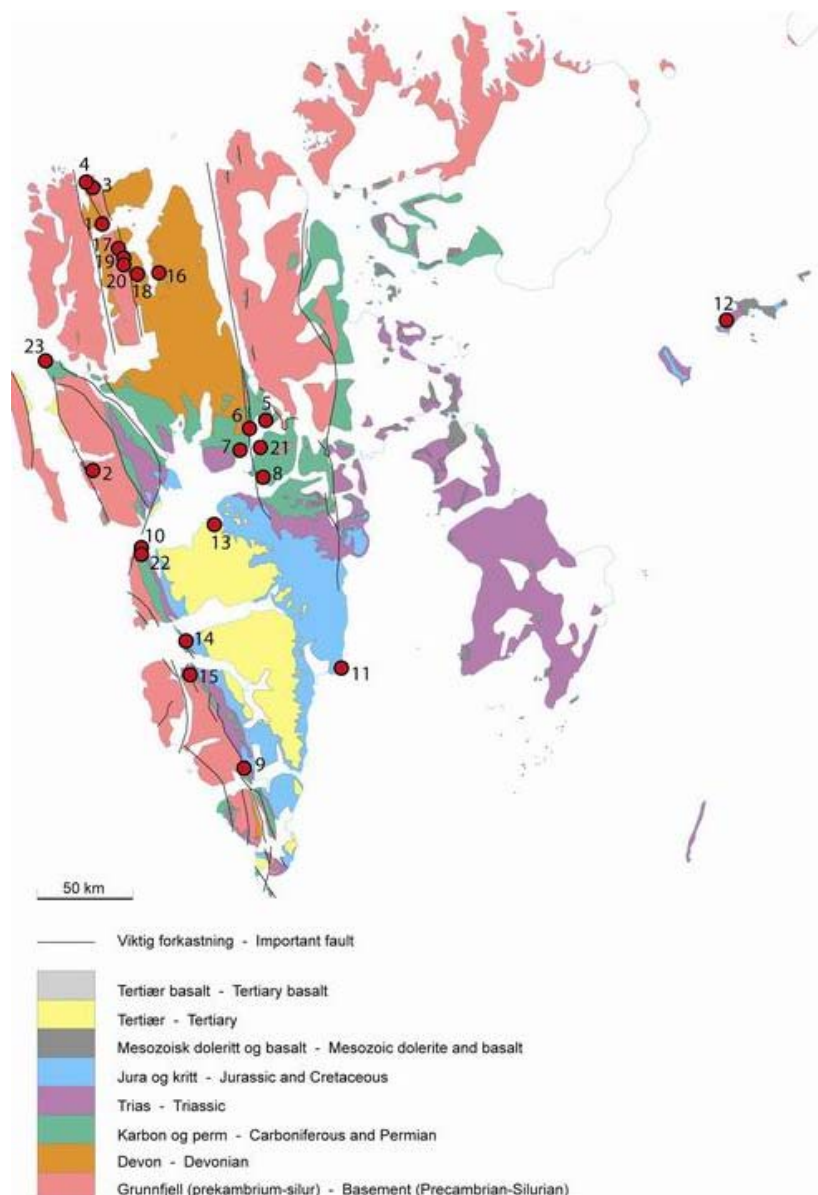 4
3
1
17
19
20
18
16
12
23
5
6
7
21
8
2
13
10
22
14
15
11
9
50 km
Viktig forkastning - Important fault
Tertiær basalt - Tertiary basalt
Tertiær - Tertiary
Mesozoisk doleritt og basalt - Mesozoic dolerite and basalt
Jura og kritt - Jurassic and Cretaceous
Trias - Triassic
Karbon og perm - Carboniferous and Permian
Devon - Devonian
Grunnfjell (prekambrium-silur) - Basement (Precambrian-Silurian)